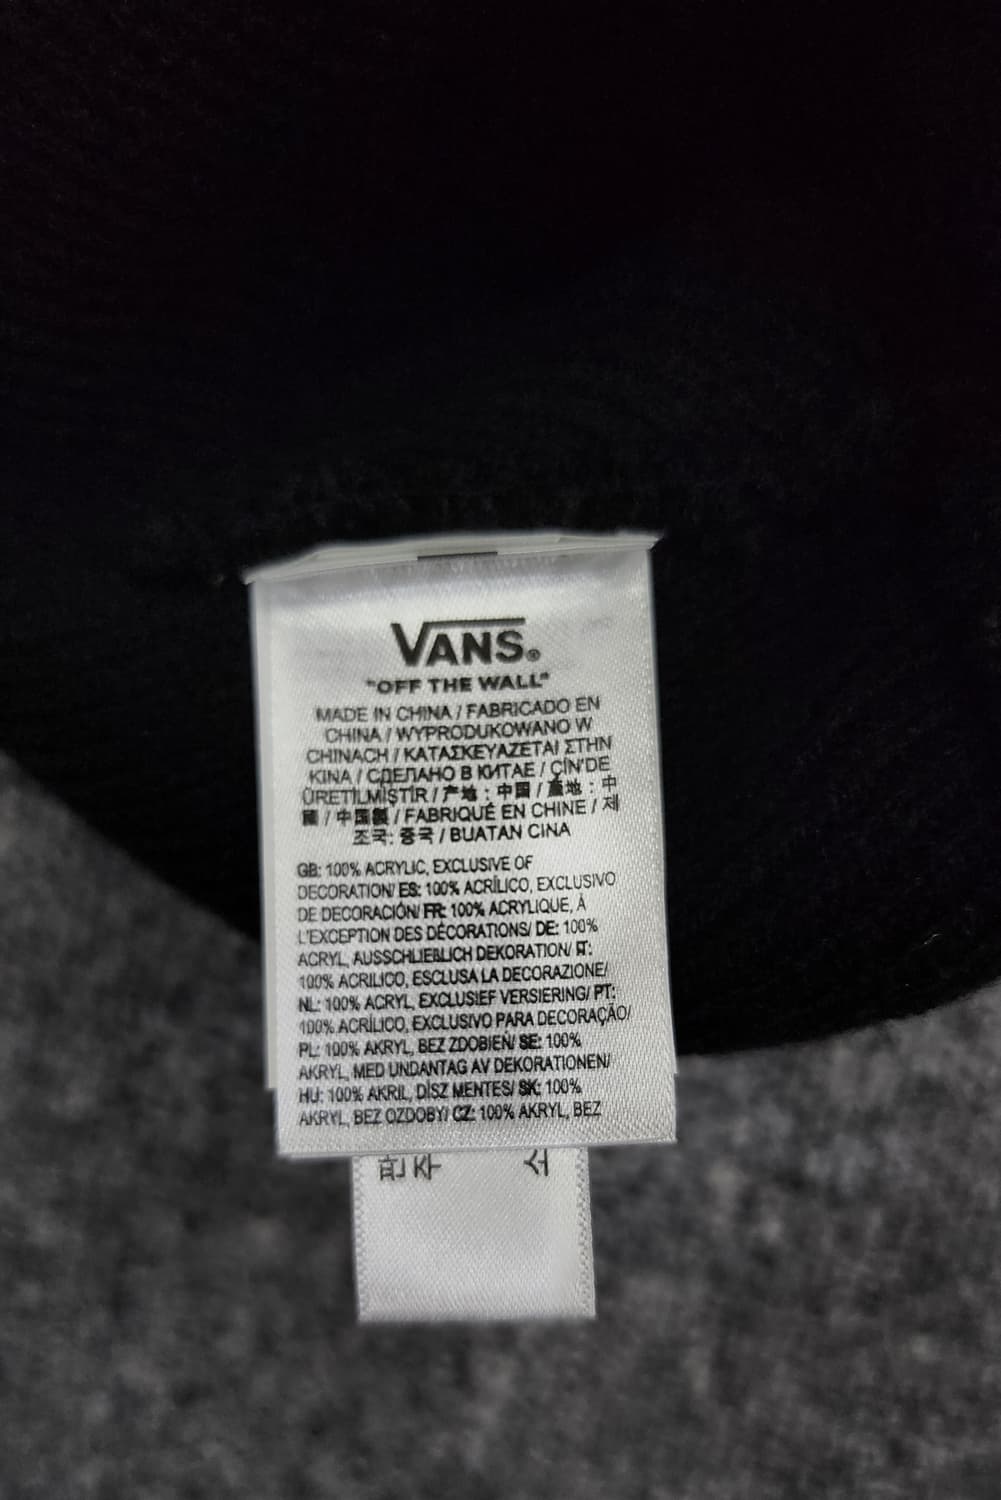 VANS®
"OFF THE WALL"
MADE IN CHINA / FABRICADO EN
CHINA / WYPRODUKOWANO W
CHINACH / ΚΑΤΑΣΚΕΥΑΖΕΤΑΙ ΣΤΗΝ
ΚΙΝΑ / СДЕЛАНО В КИТАЕ / ÇİN'DE
ÜRETİLMİŞTİR / 产地 : 中国 / 產地 : 中
國 / 中国製 / FABRIQUÉ EN CHINE / 제
조국: 중국 / BUATAN CINA
GB: 100% ACRYLIC, EXCLUSIVE OF
DECORATION/ ES: 100% ACRÍLICO, EXCLUSIVO
DE DECORACIÓN/ FR: 100% ACRYLIQUE, À
L'EXCEPTION DES DÉCORATIONS/ DE: 100%
ACRYL, AUSSCHLIEBLICH DEKORATION/ IT:
100% ACRILICO, ESCLUSA LA DECORAZIONE/
NL: 100% ACRYL, EXCLUSIEF VERSIERING/ PT:
100% ACRÍLICO, EXCLUSIVO PARA DECORAÇÃO/
PL: 100% AKRYL, BEZ ZDOBIEŃ/ SE: 100%
AKRYL, MED UNDANTAG AV DEKORATIONEN/
HU: 100% AKRIL, DÍSZ MENTES/ SK: 100%
AKRYL, BEZ OZDOBY/ CZ: 100% AKRYL, BEZ